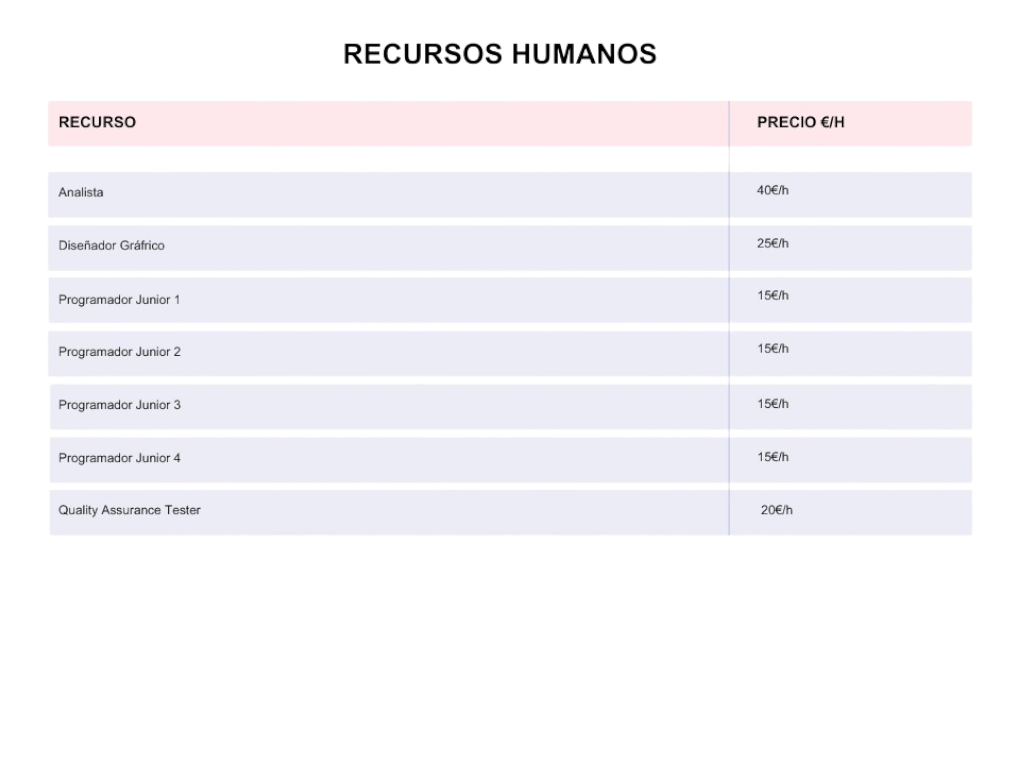 RECURSOS HUMANOS
RECURSO PRECIO €/H
Analista 40€/h
Diseñador Gráfrico 25€/h
Programador Junior 1 15€/h
Programador Junior 2 15€/h
Programador Junior 3 15€/h
Programador Junior 4 15€/h
Quality Assurance Tester 20€/h